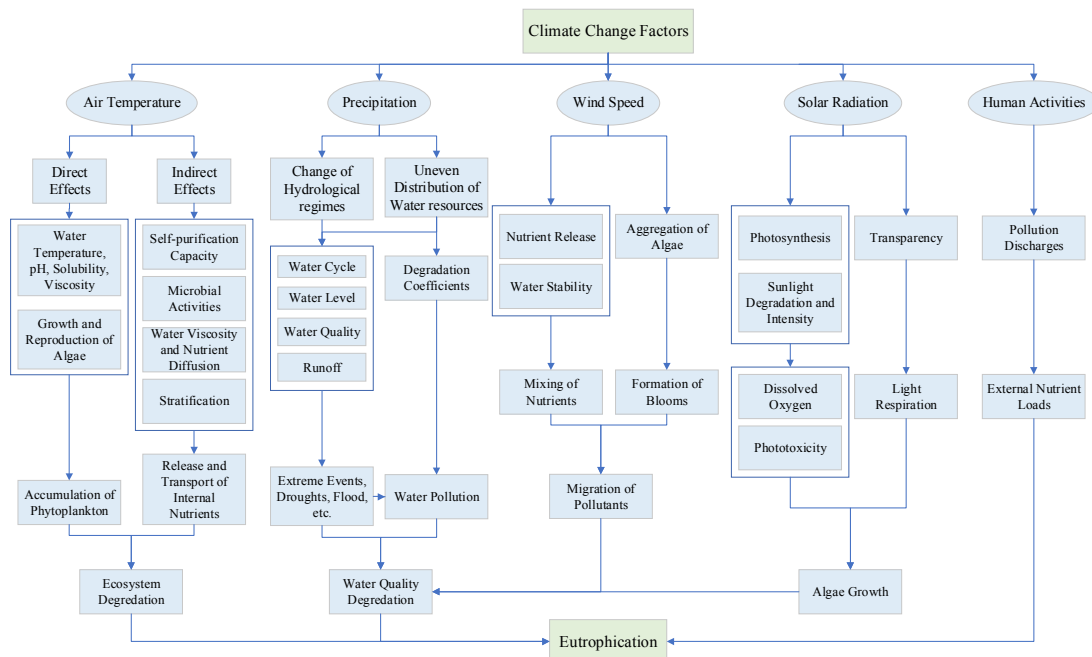 Climate Change Factors
Air Temperature
Precipitation
Wind Speed
Solar Radiation
Human Activities
Direct
Effects
Indirect
Effects
Change of
Hydrological
regimes
Uneven
Distribution of
Water resources
Water
Temperature,
pH, Solubility,
Viscosity
Growth and
Reproduction of
Algae
Self-purification
Capacity
Microbial
Activities
Water Viscosity
and Nutrient
Diffusion
Stratification
Water Cycle
Water Level
Water Quality
Runoff
Degradation
Coefficients
Nutrient Release
Water Stability
Aggregation of
Algae
Photosynthesis
Sunlight
Degradation and
Intensity
Transparency
Pollution
Discharges
Mixing of
Nutrients
Formation of
Blooms
Dissolved
Oxygen
Phototoxicity
Light
Respiration
External Nutrient
Loads
Accumulation of
Phytoplankton
Release and
Transport of
Internal
Nutrients
Extreme Events,
Droughts, Flood,
etc.
Water Pollution
Migration of
Pollutants
Ecosystem
Degredation
Water Quality
Degredation
Algae Growth
Eutrophication